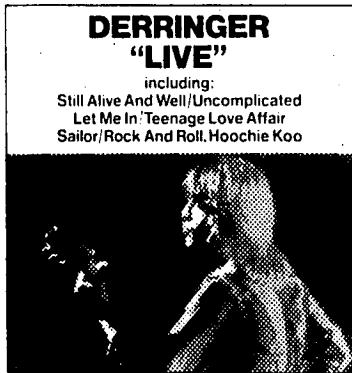 DERRINGER
“LIVE”
including:
Still Alive And Well/Uncomplicated
Let Me In/Teenage Love Affair
Sailor/Rock And Roll, Hoochie Koo